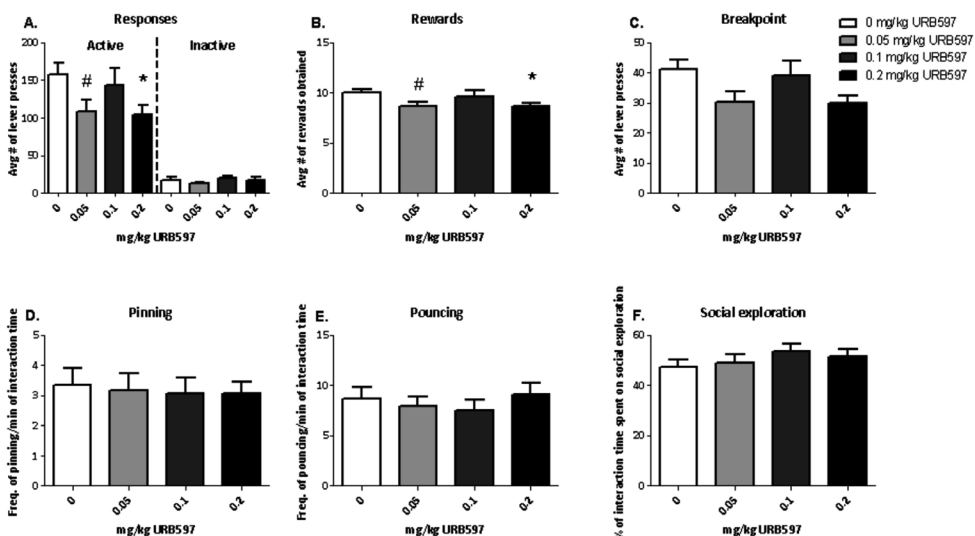 A.
Responses
Active
Inactive
Avg # of lever presses
200
150
100
50
0
#
*
0
0.05
0.1
0.2
0
0.05
0.1
0.2
mg/kg URB597
B.
Rewards
Avg # of rewards obtained
15
10
5
0
#
*
0
0.05
0.1
0.2
mg/kg URB597
C.
Breakpoint
Avg # of lever presses
50
40
30
20
10
0
0
0.05
0.1
0.2
mg/kg URB597
0 mg/kg URB597
0.05 mg/kg URB597
0.1 mg/kg URB597
0.2 mg/kg URB597
D.
Pinning
Freq. of pinning/min of interaction time
5
4
3
2
1
0
0
0.05
0.1
0.2
mg/kg URB597
E.
Pouncing
Freq. of pouncing/min of interaction time
15
10
5
0
0
0.05
0.1
0.2
mg/kg URB597
F.
Social exploration
% of interaction time spent on social exploration
60
40
20
0
0
0.05
0.1
0.2
mg/kg URB597